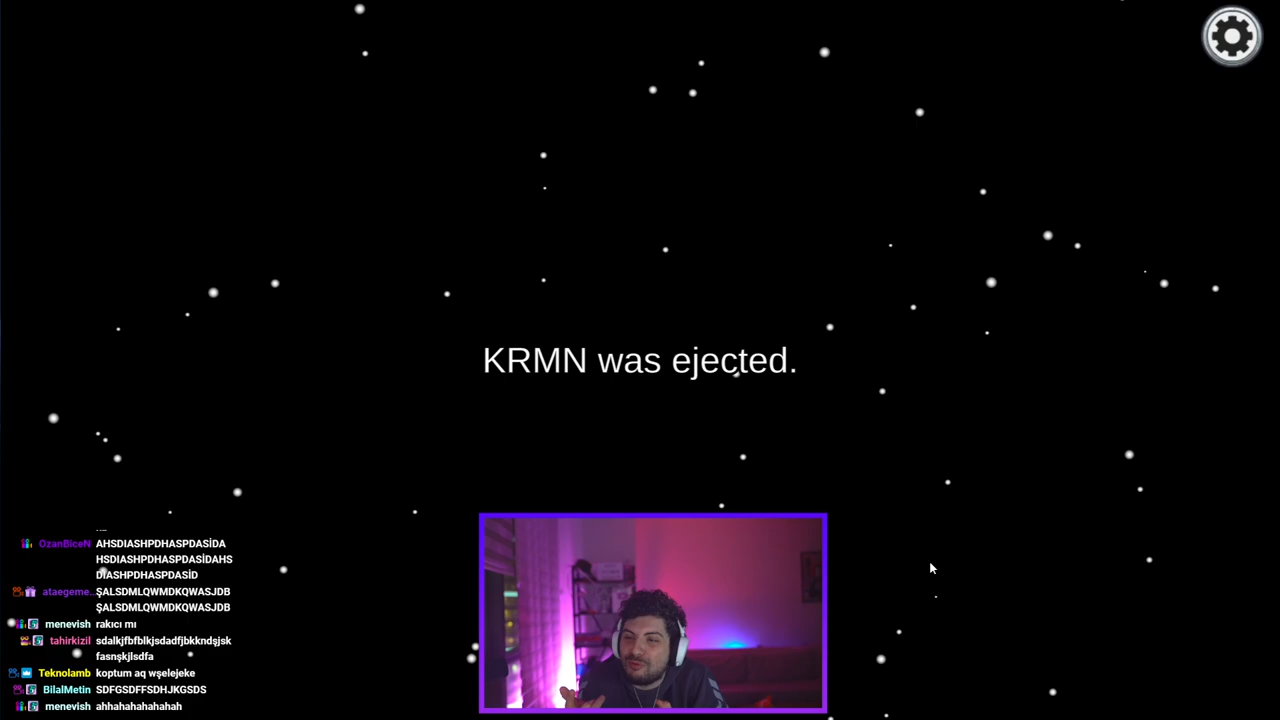 KRMN was ejected.
OzanBiceN AHSDIASHPDHASPDASİDA
HSDIASHPDHASPDASİDAHS
DIASHPDHASPDASİD
ataegeme... ŞALSDMLQWMDKQWASJDB
ŞALSDMLQWMDKQWASJDB
menevish rakıcı mı
tahirkizil sdalkjfbfblkjsdadfjbkkndsjsk
fasnşkjlsdfa
Teknolamb koptum aq wşelejeke
BilalMetin SDFGSDFFSDHJKGSDS
menevish ahhahahahahahah